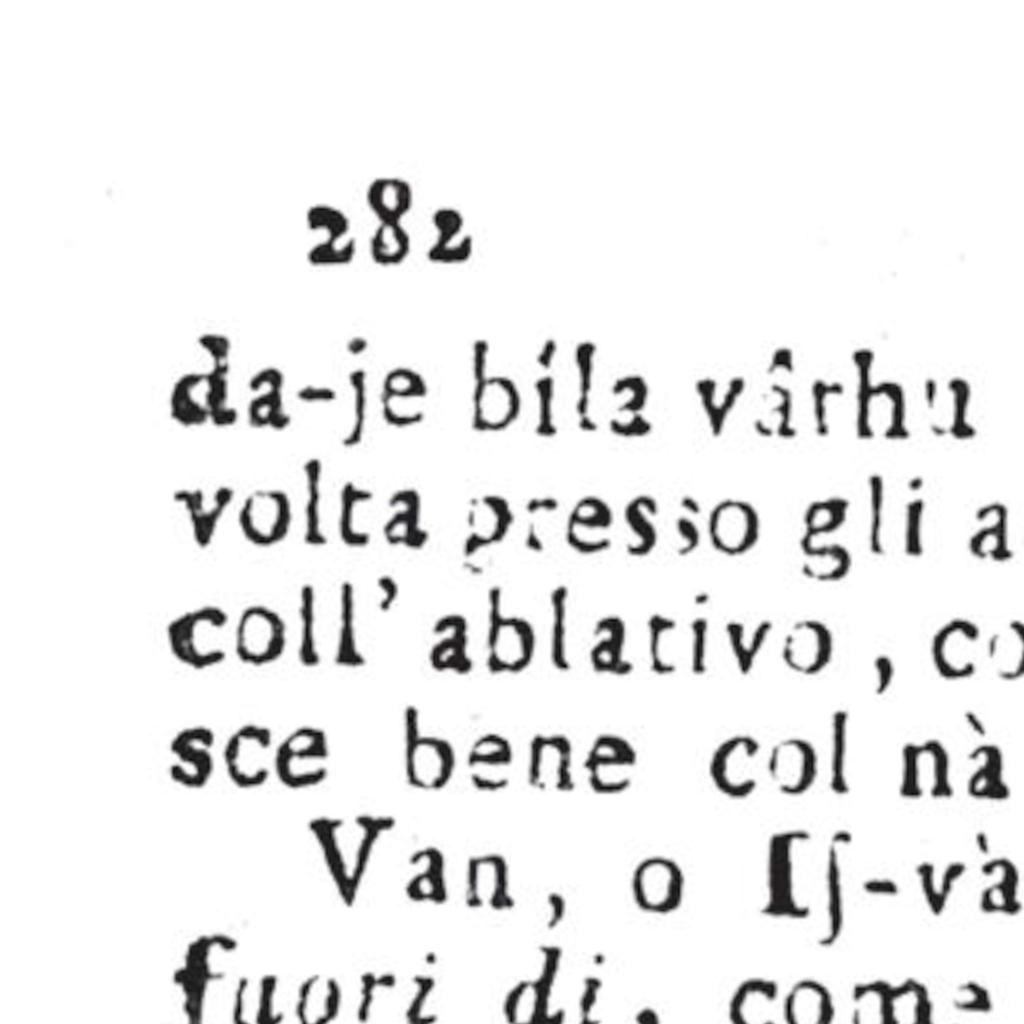 282
da-je bíla vârhu
volta presso gli a
coll' ablativo, co
sce bene col nà
Van, o Iʃ-và
fuori di, come